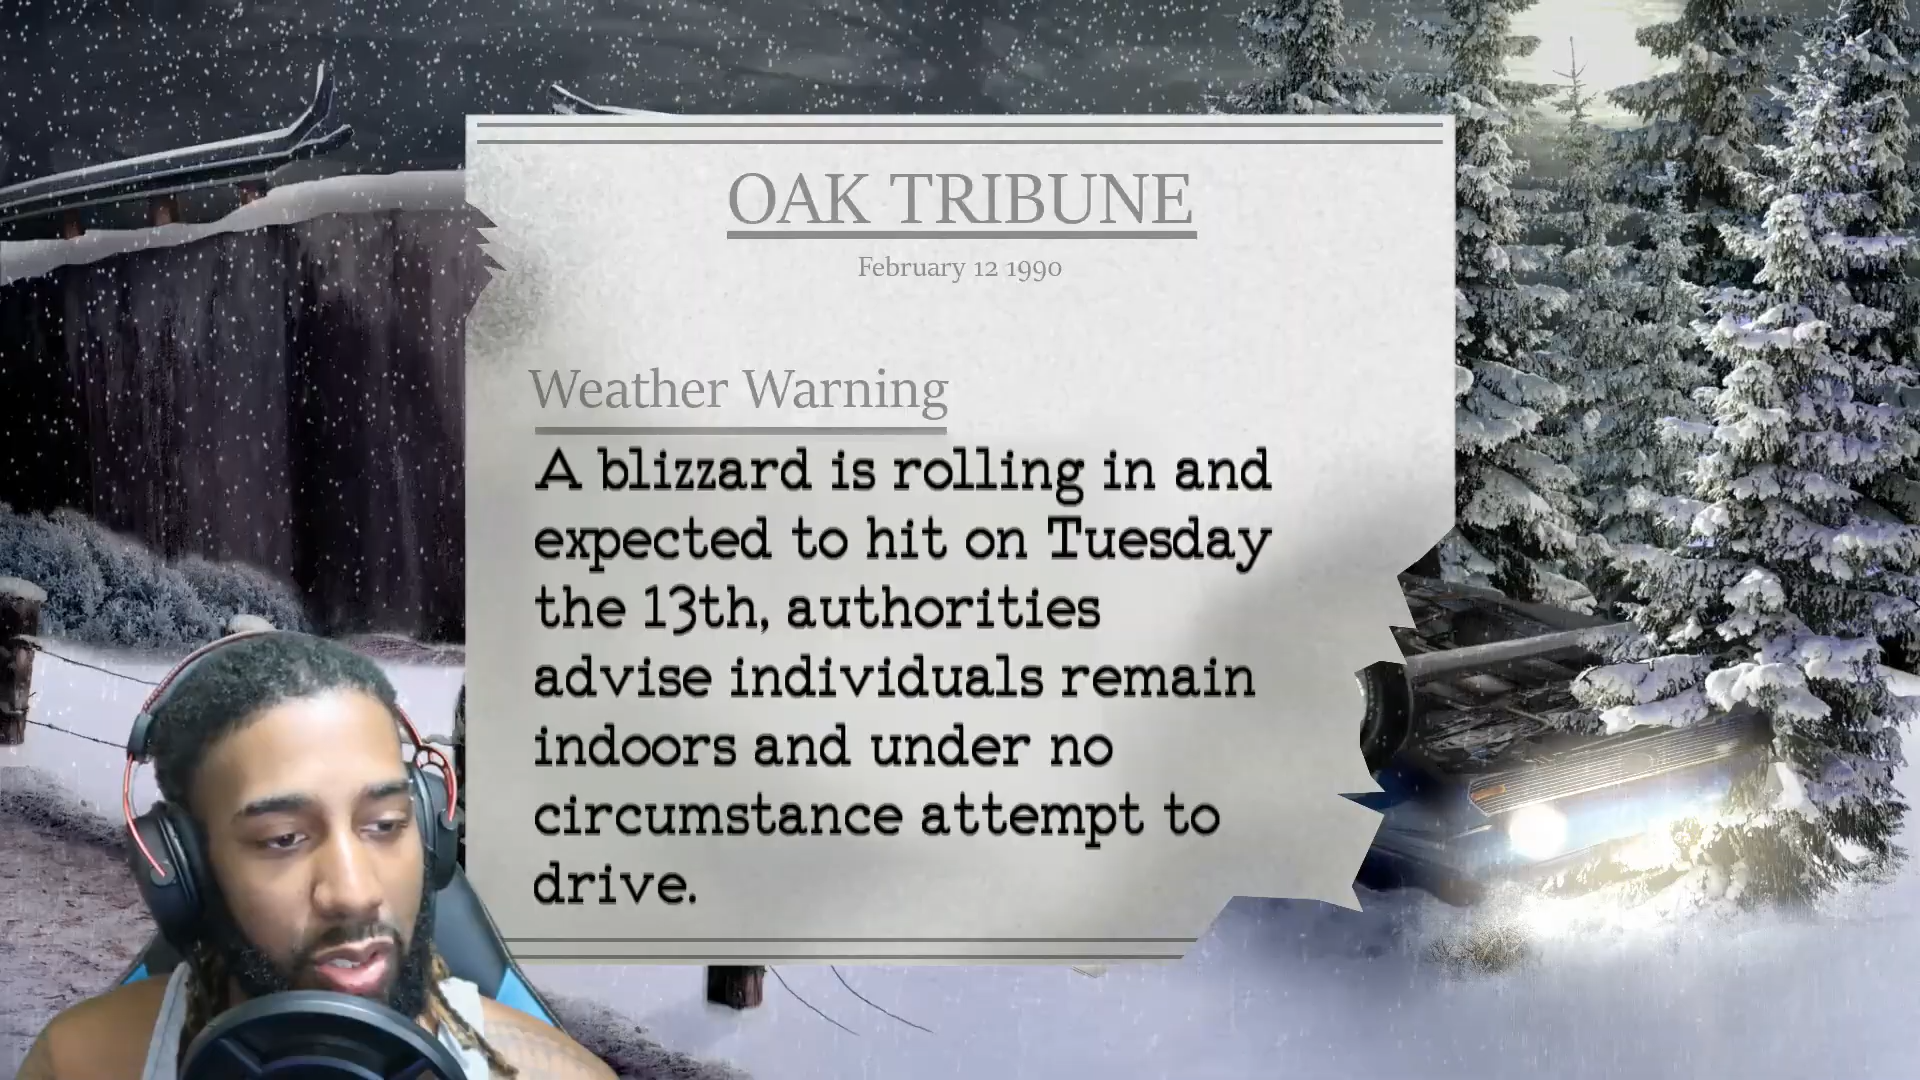 OAK TRIBUNE
February 12 1990
Weather Warning
A blizzard is rolling in and
expected to hit on Tuesday
the 13th, authorities
advise individuals remain
indoors and under no
circumstance attempt to
drive.